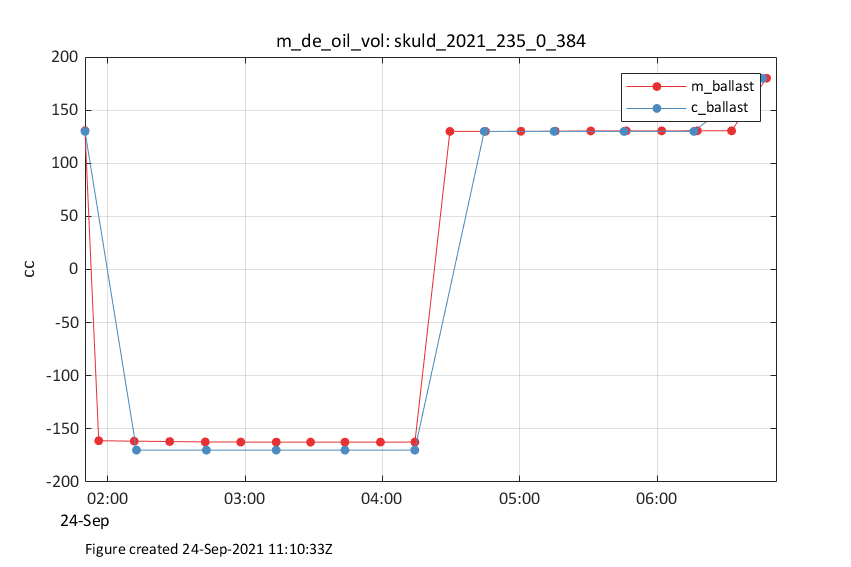 m_de_oil_vol: skuld_2021_235_0_384
200
150
100
50
0
-50
-100
-150
-200
cc
m_ballast
c_ballast
02:00 03:00 04:00 05:00 06:00
24-Sep
Figure created 24-Sep-2021 11:10:33Z